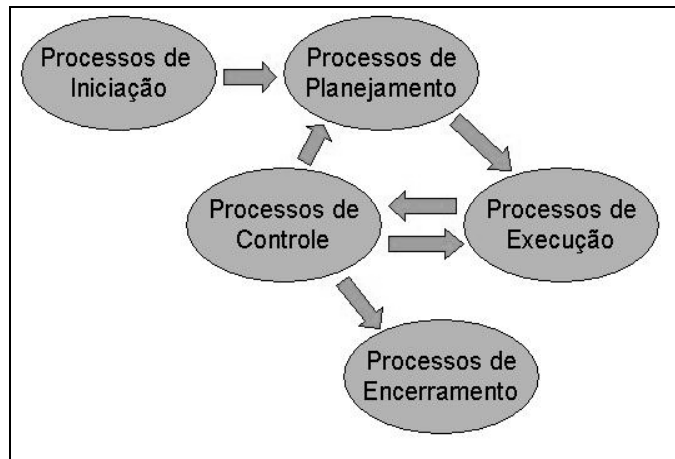 Processos de
Iniciação
Processos de
Planejamento
Processos de
Controle
Processos de
Execução
Processos de
Encerramento